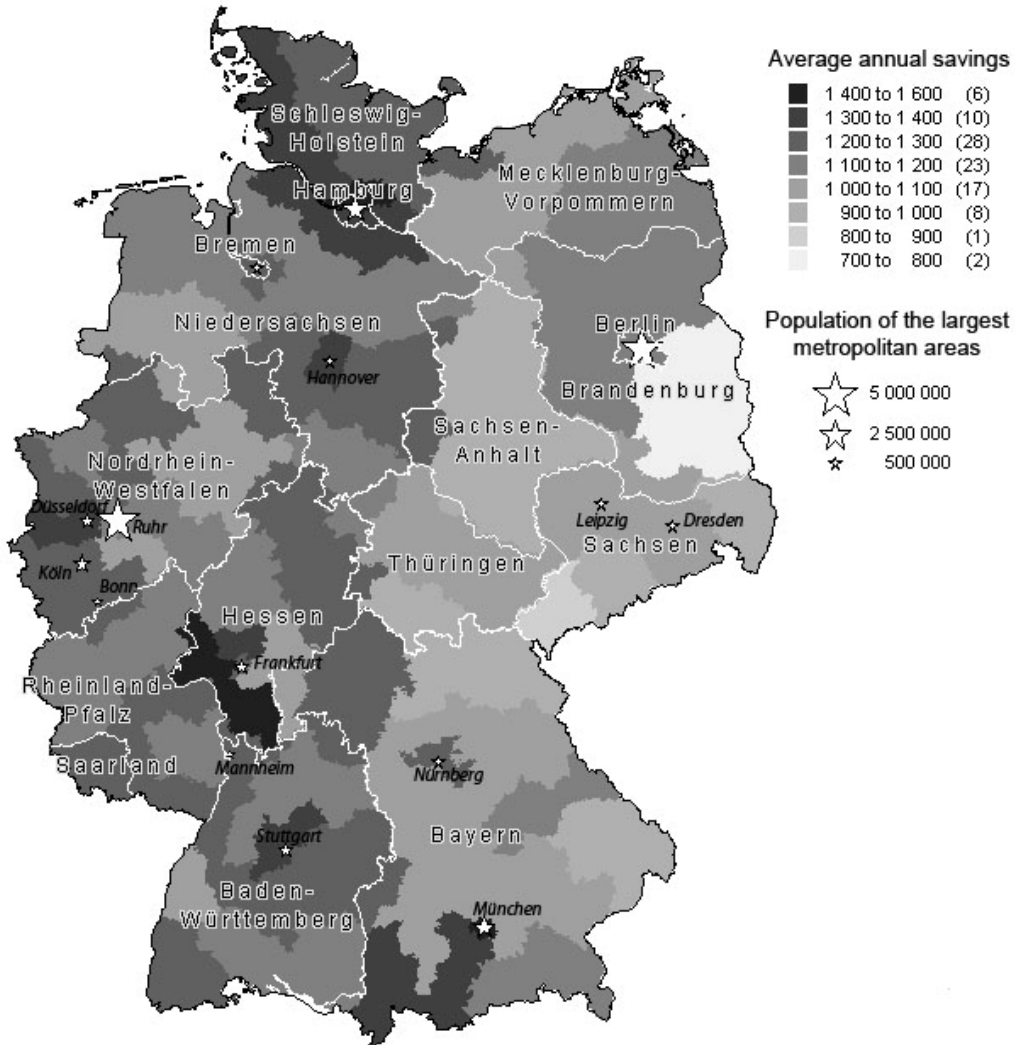 Average annual savings
1 400 to 1 600 (6)
1 300 to 1 400 (10)
1 200 to 1 300 (28)
1 100 to 1 200 (23)
1 000 to 1 100 (17)
900 to 1 000 (8)
800 to 900 (1)
700 to 800 (2)
Population of the largest
metropolitan areas
5 000 000
2 500 000
500 000
Schleswig-
Holstein
Hamburg
Mecklenburg-
Vorpommern
Bremen
Niedersachsen
Hannover
Berlin
Brandenburg
Sachsen-
Anhalt
Nordrhein-
Westfalen
Düsseldorf
Ruhr
Köln
Bonn
Leipzig
Dresden
Sachsen
Thüringen
Hessen
Frankfurt
Rheinland-
Pfalz
Saarland
Mannheim
Nürnberg
Stuttgart
Bayern
Baden-
Württemberg
München